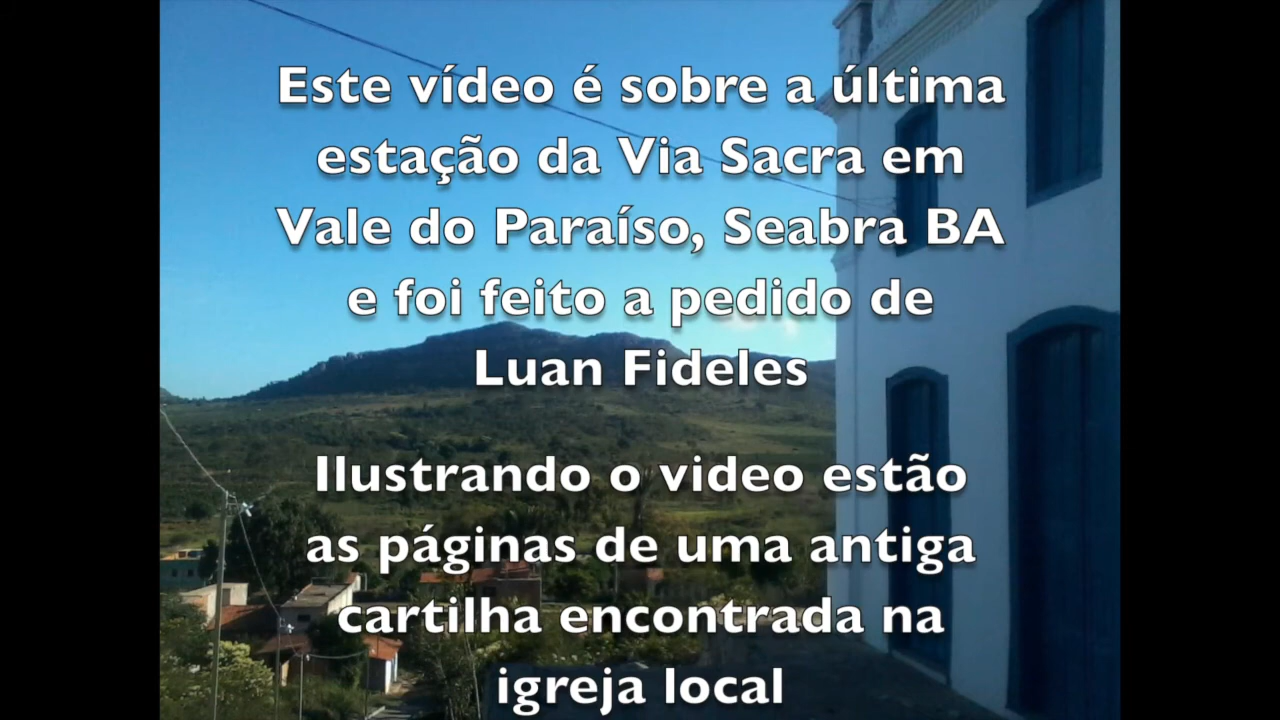 Este vídeo é sobre a última
estação da Via Sacra em
Vale do Paraíso, Seabra BA
e foi feito a pedido de
Luan Fideles
Ilustrando o video estão
as páginas de uma antiga
cartilha encontrada na
igreja local